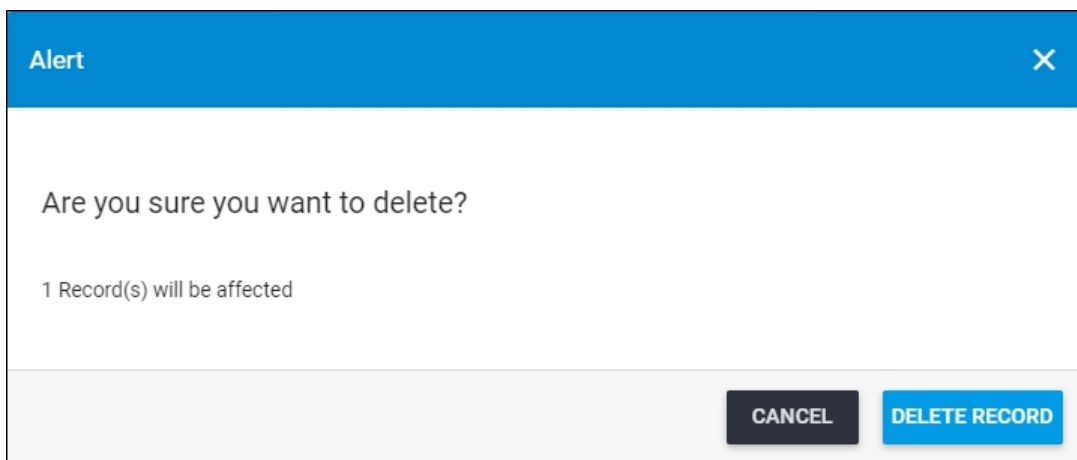 Alert
Are you sure you want to delete?
1 Record(s) will be affected
CANCEL DELETE RECORD